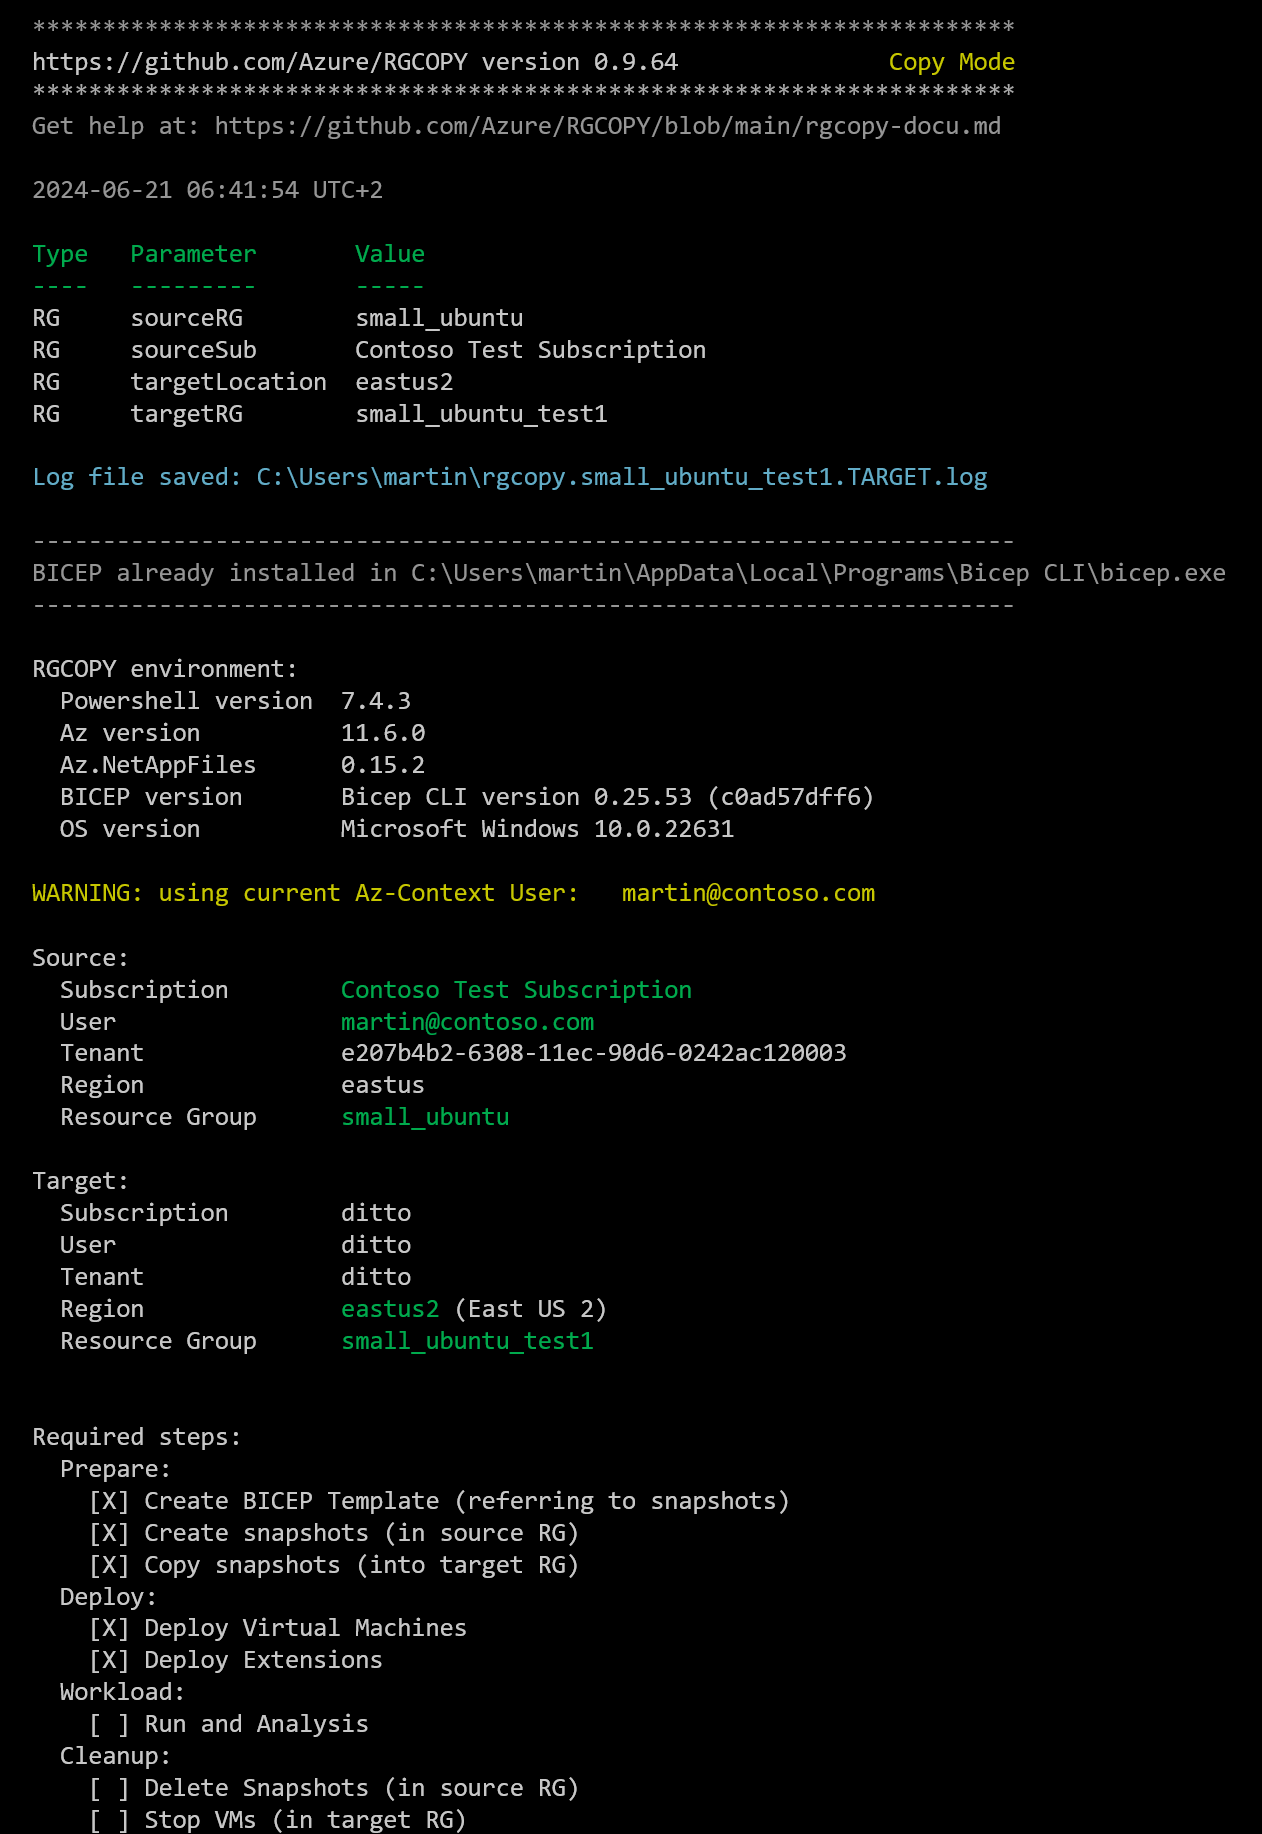 **********************************************************************
https://github.com/Azure/RGCOPY version 0.9.64               Copy Mode
**********************************************************************
Get help at: https://github.com/Azure/RGCOPY/blob/main/rgcopy-docu.md

2024-06-21 06:41:54 UTC+2

Type   Parameter       Value
----   ---------       -----
RG     sourceRG        small_ubuntu
RG     sourceSub       Contoso Test Subscription
RG     targetLocation  eastus2
RG     targetRG        small_ubuntu_test1

Log file saved: C:\Users\martin\rgcopy.small_ubuntu_test1.TARGET.log

----------------------------------------------------------------------
BICEP already installed in C:\Users\martin\AppData\Local\Programs\Bicep CLI\bicep.exe
----------------------------------------------------------------------

RGCOPY environment:
  Powershell version  7.4.3
  Az version          11.6.0
  Az.NetAppFiles      0.15.2
  BICEP version       Bicep CLI version 0.25.53 (c0ad57dff6)
  OS version          Microsoft Windows 10.0.22631

WARNING: using current Az-Context User:   martin@contoso.com

Source:
  Subscription        Contoso Test Subscription
  User                martin@contoso.com
  Tenant              e207b4b2-6308-11ec-90d6-0242ac120003
  Region              eastus
  Resource Group      small_ubuntu

Target:
  Subscription        ditto
  User                ditto
  Tenant              ditto
  Region              eastus2 (East US 2)
  Resource Group      small_ubuntu_test1


Required steps:
  Prepare:
    [X] Create BICEP Template (referring to snapshots)
    [X] Create snapshots (in source RG)
    [X] Copy snapshots (into target RG)
  Deploy:
    [X] Deploy Virtual Machines
    [X] Deploy Extensions
  Workload:
    [ ] Run and Analysis
  Cleanup:
    [ ] Delete Snapshots (in source RG)
    [ ] Stop VMs (in target RG)